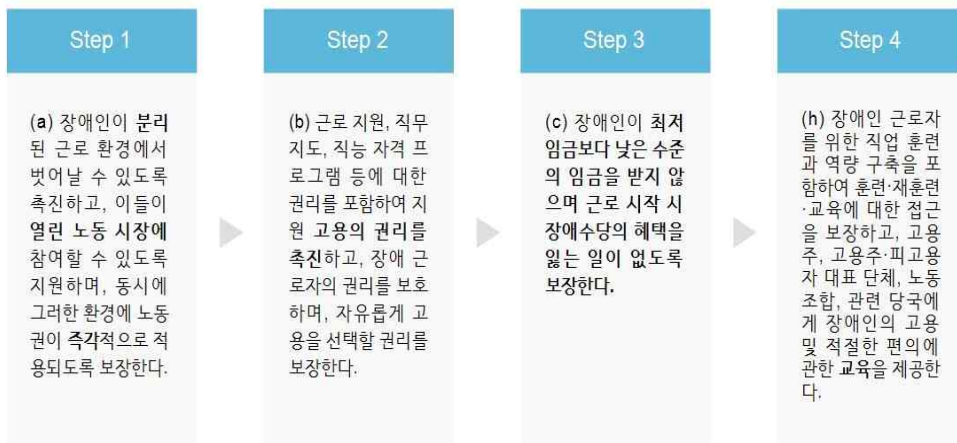 Step 1
(a) 장애인이 분리
된 근로 환경에서
벗어날 수 있도록
촉진하고, 이들이
열린 노동 시장에
참여할 수 있도록
지원하며, 동시에
그러한 환경에 노동
권이 즉각적으로 적
용되도록 보장한다.
Step 2
(b) 근로 지원, 직무
지도, 직능 자격 프
로그램 등에 대한
권리를 포함하여 지
원 고용의 권리를
촉진하고, 장애 근
로자의 권리를 보호
하며, 자유롭게 고
용을 선택할 권리를
보장한다.
Step 3
(c) 장애인이 최저
임금보다 낮은 수준
의 임금을 받지 않
으며 근로 시작 시
장애수당의 혜택을
잃는 일이 없도록
보장한다.
Step 4
(h) 장애인 근로자
를 위한 직업 훈련
과 역량 구축을 포
함하여 훈련·재훈련
·교육에 대한 접근
을 보장하고, 고용
주, 고용주·피고용
자 대표 단체, 노동
조합, 관련 당국에
게 장애인의 고용
및 적절한 편의에
관한 교육을 제공한
다.